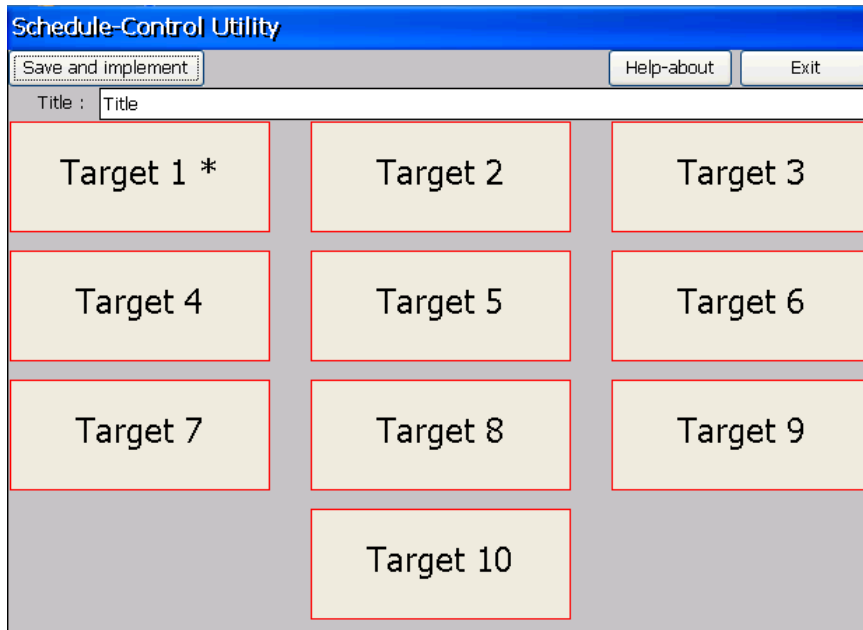 Schedule-Control Utility
Save and implement Help-about Exit
Title : Title
Target 1 * Target 2 Target 3
Target 4 Target 5 Target 6
Target 7 Target 8 Target 9
Target 10